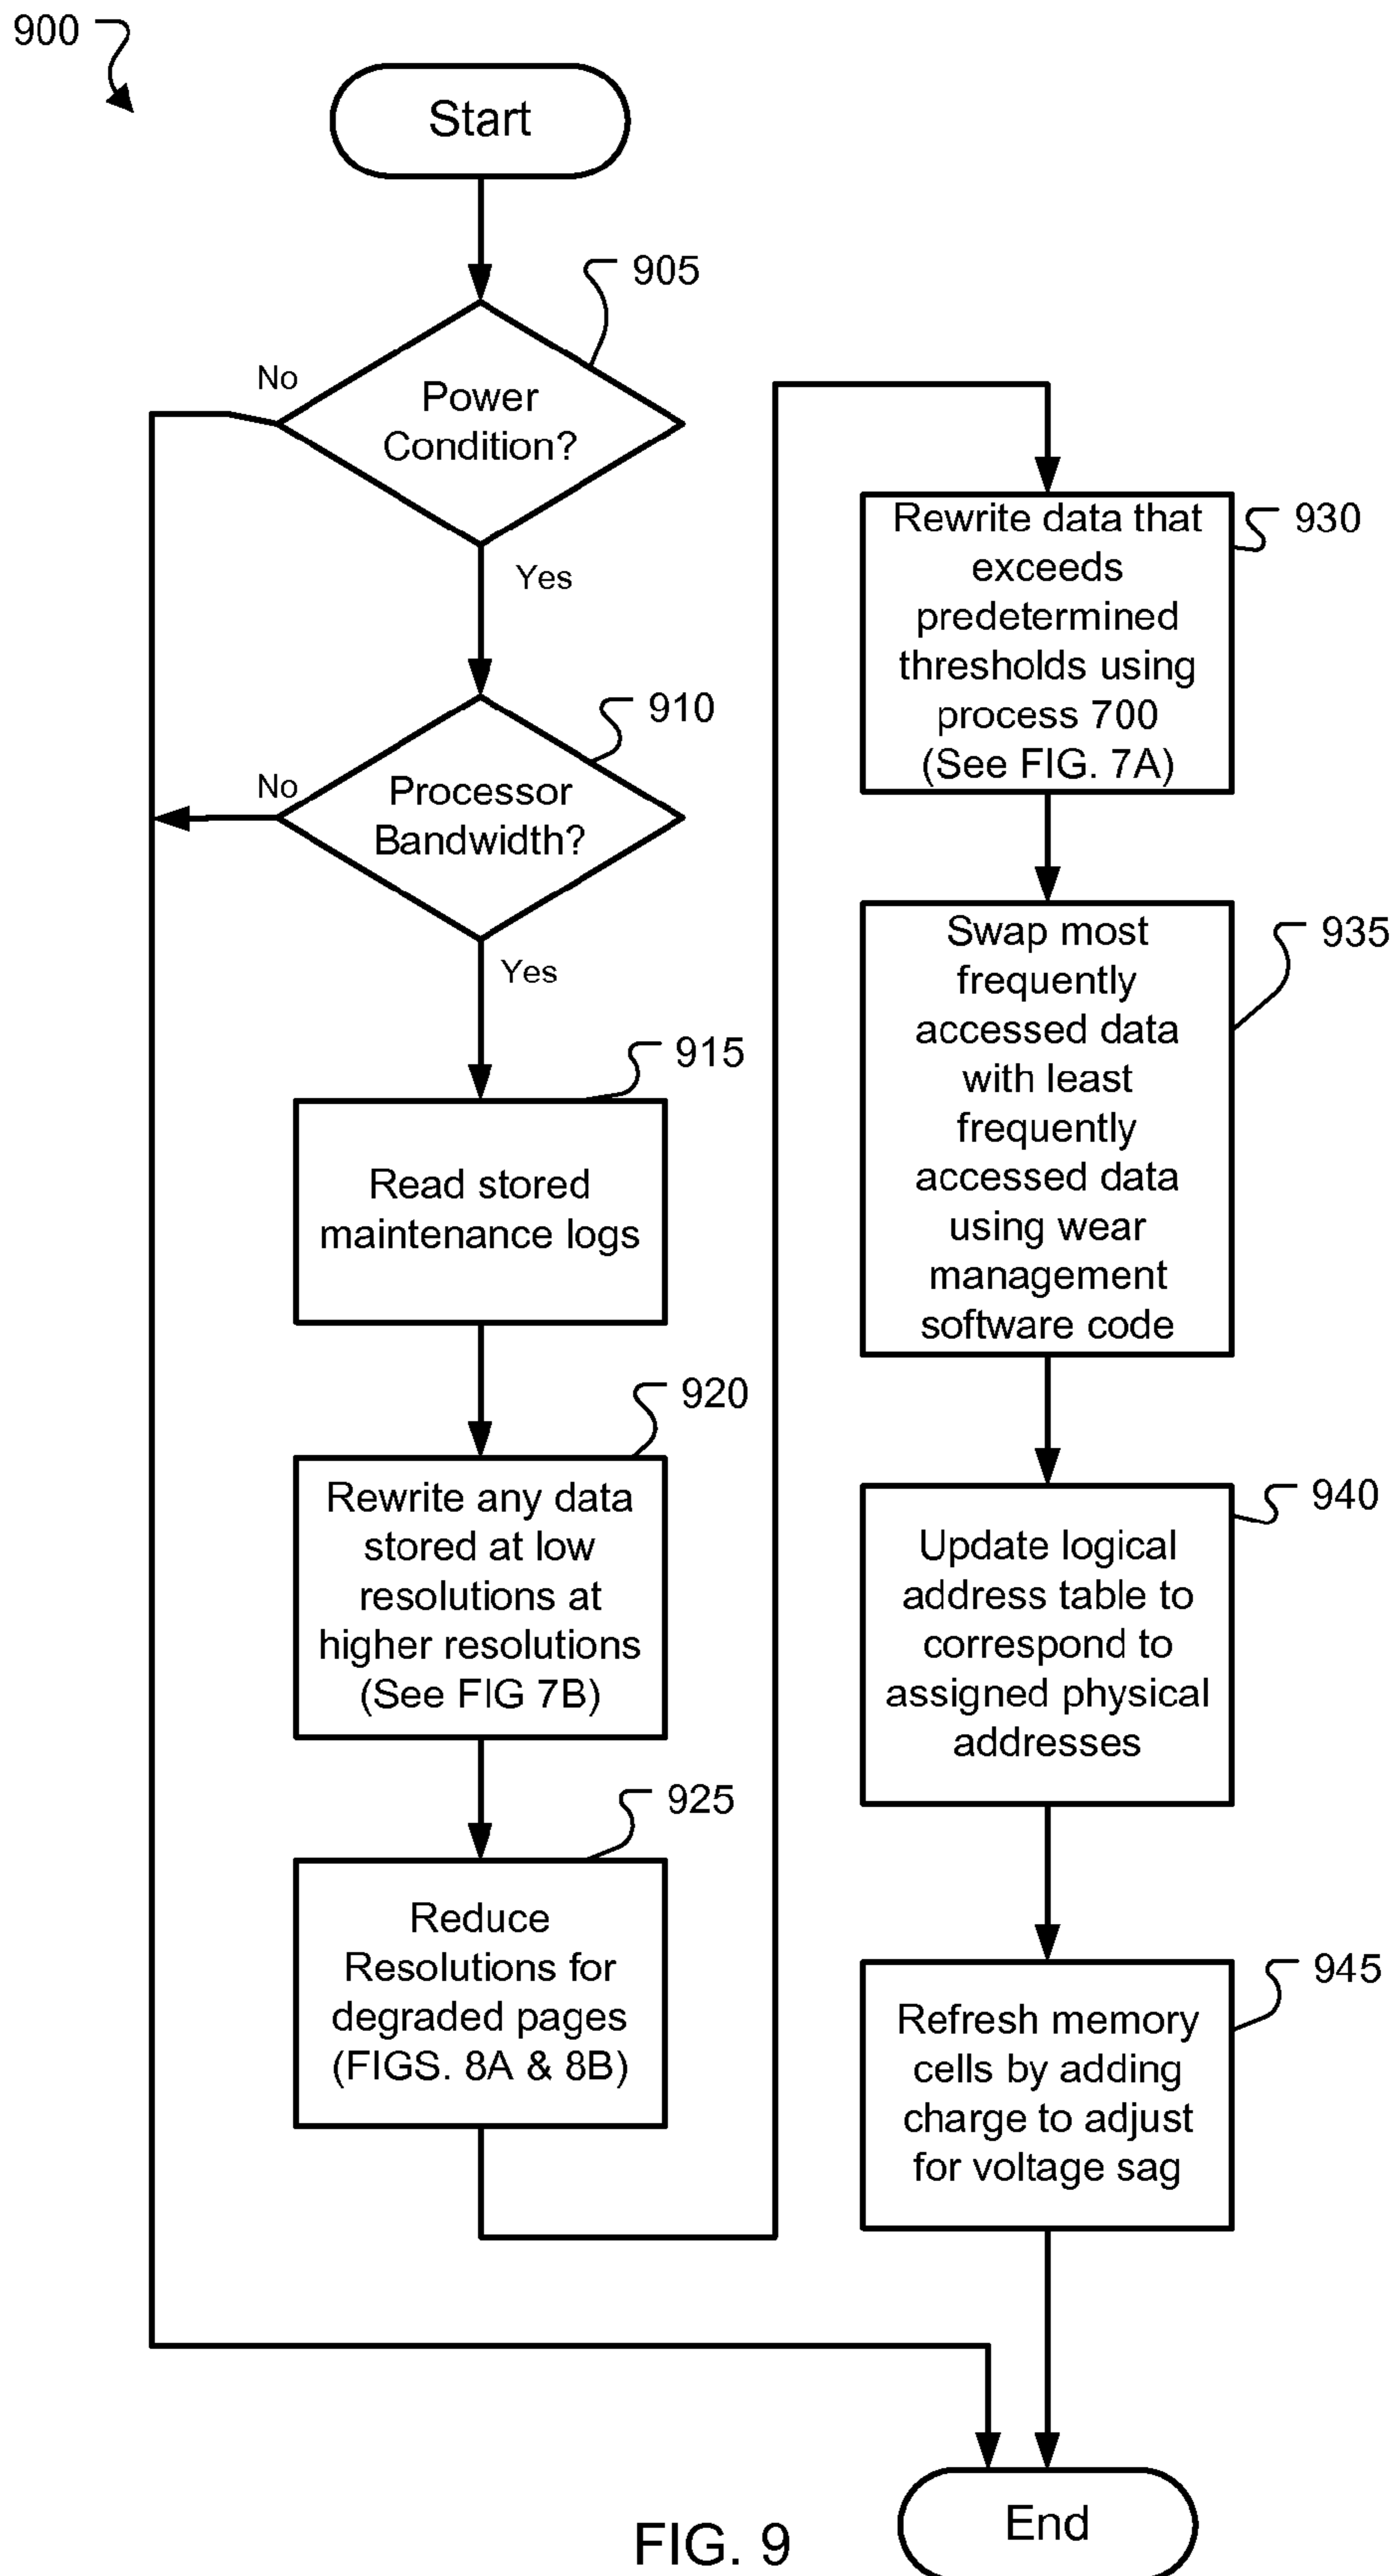 900
Start
905
No
Power
Condition?
Yes
910
No
Processor
Bandwidth?
Yes
915
Read stored
maintenance logs
920
Rewrite any data
stored at low
resolutions at
higher resolutions
(See FIG 7B)
925
Reduce
Resolutions for
degraded pages
(FIGS. 8A & 8B)
930
Rewrite data that
exceeds
predetermined
thresholds using
process 700
(See FIG. 7A)
935
Swap most
frequently
accessed data
with least
frequently
accessed data
using wear
management
software code
940
Update logical
address table to
correspond to
assigned physical
addresses
945
Refresh memory
cells by adding
charge to adjust
for voltage sag
End
FIG. 9